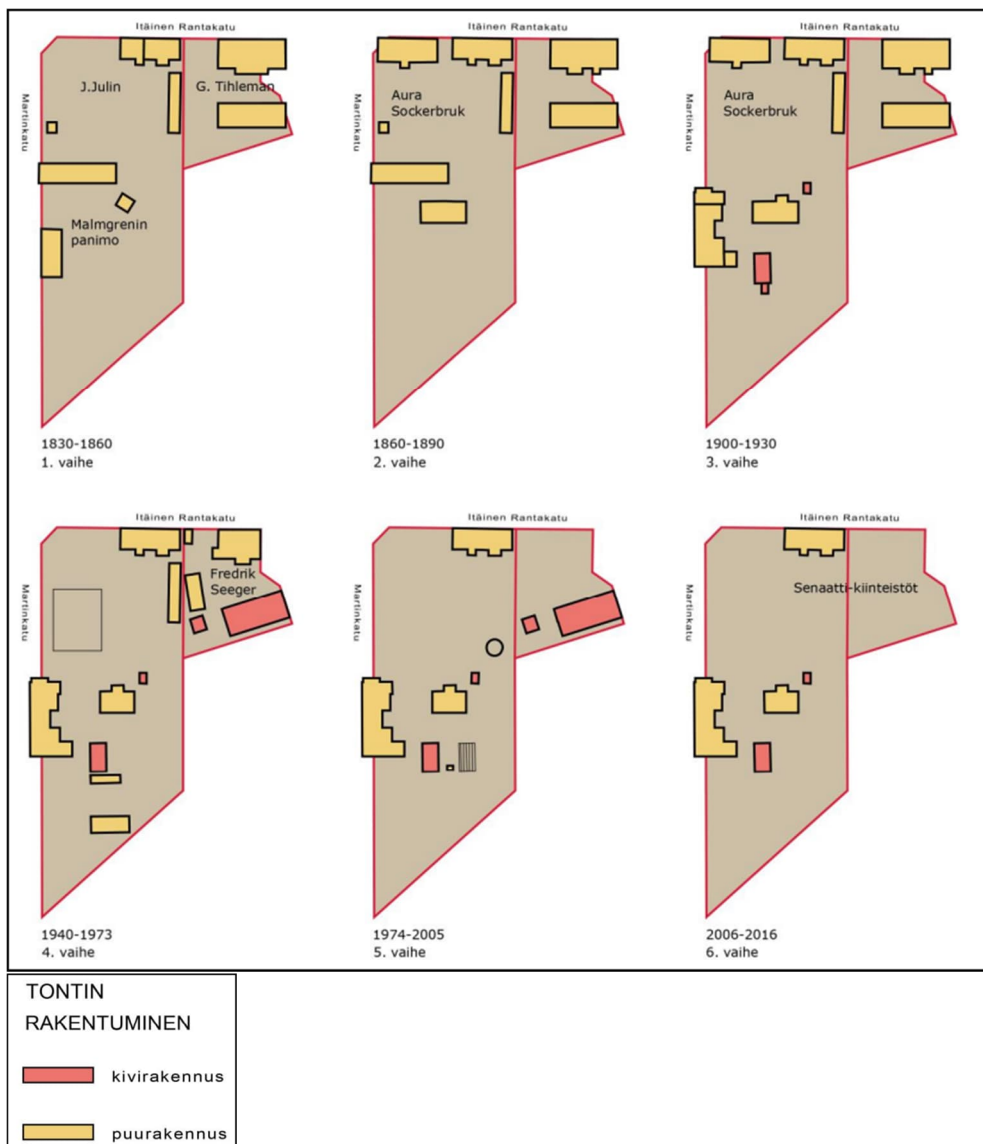 Itäinen Rantakatu
Martinkatu
J.Julin
G. Tihleman
Malmgrenin
panimo
1830-1860
1. vaihe
Itäinen Rantakatu
Martinkatu
Aura
Sockerbruk
1860-1890
2. vaihe
Itäinen Rantakatu
Martinkatu
Aura
Sockerbruk
1900-1930
3. vaihe
Itäinen Rantakatu
Martinkatu
Fredrik
Seeger
1940-1973
4. vaihe
Itäinen Rantakatu
Martinkatu
1974-2005
5. vaihe
Itäinen Rantakatu
Martinkatu
Senaatti-kiinteistöt
2006-2016
6. vaihe
TONTIN
RAKENTUMINEN
kivirakennus
puurakennus